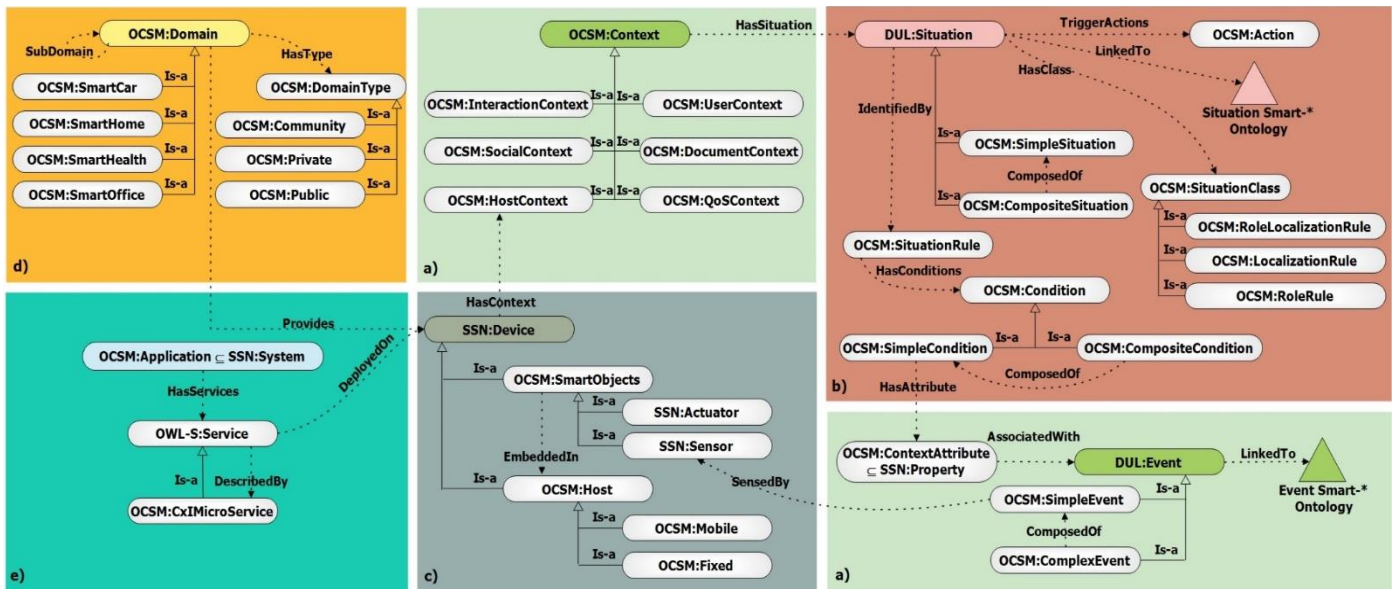 OCSM:Domain
SubDomain
HasType
Is-a
OCSM:SmartCar
OCSM:DomainType
Is-a
Is-a
OCSM:SmartHome
OCSM:Community
Is-a
Is-a
OCSM:SmartHealth
OCSM:Private
Is-a
Is-a
OCSM:SmartOffice
OCSM:Public
d)
OCSM:Context
HasSituation
OCSM:InteractionContext
Is-a
Is-a
OCSM:UserContext
OCSM:SocialContext
Is-a
Is-a
OCSM:DocumentContext
OCSM:HostContext
Is-a
Is-a
OCSM:QoSContext
a)
DUL:Situation
TriggerActions
OCSM:Action
LinkedTo
HasClass
Situation Smart-*
Ontology
IdentifiedBy
Is-a
OCSM:SimpleSituation
ComposedOf
Is-a
OCSM:CompositeSituation
OCSM:SituationClass
Is-a
OCSM:RoleLocalizationRule
Is-a
OCSM:LocalizationRule
Is-a
OCSM:RoleRule
OCSM:SituationRule
HasConditions
OCSM:Condition
Is-a
Is-a
OCSM:SimpleCondition
OCSM:CompositeCondition
ComposedOf
HasAttribute
b)
Provides
OCSM:Application ⊆ SSN:System
DeployedOn
HasServices
OWL-S:Service
Is-a
DescribedBy
OCSM:CxIMicroService
e)
HasContext
SSN:Device
Is-a
OCSM:SmartObjects
Is-a
SSN:Actuator
Is-a
SSN:Sensor
EmbeddedIn
SensedBy
Is-a
OCSM:Host
Is-a
OCSM:Mobile
Is-a
OCSM:Fixed
c)
OCSM:ContextAttribute
⊆ SSN:Property
AssociatedWith
DUL:Event
LinkedTo
Event Smart-*
Ontology
Is-a
OCSM:SimpleEvent
ComposedOf
Is-a
OCSM:ComplexEvent
a)